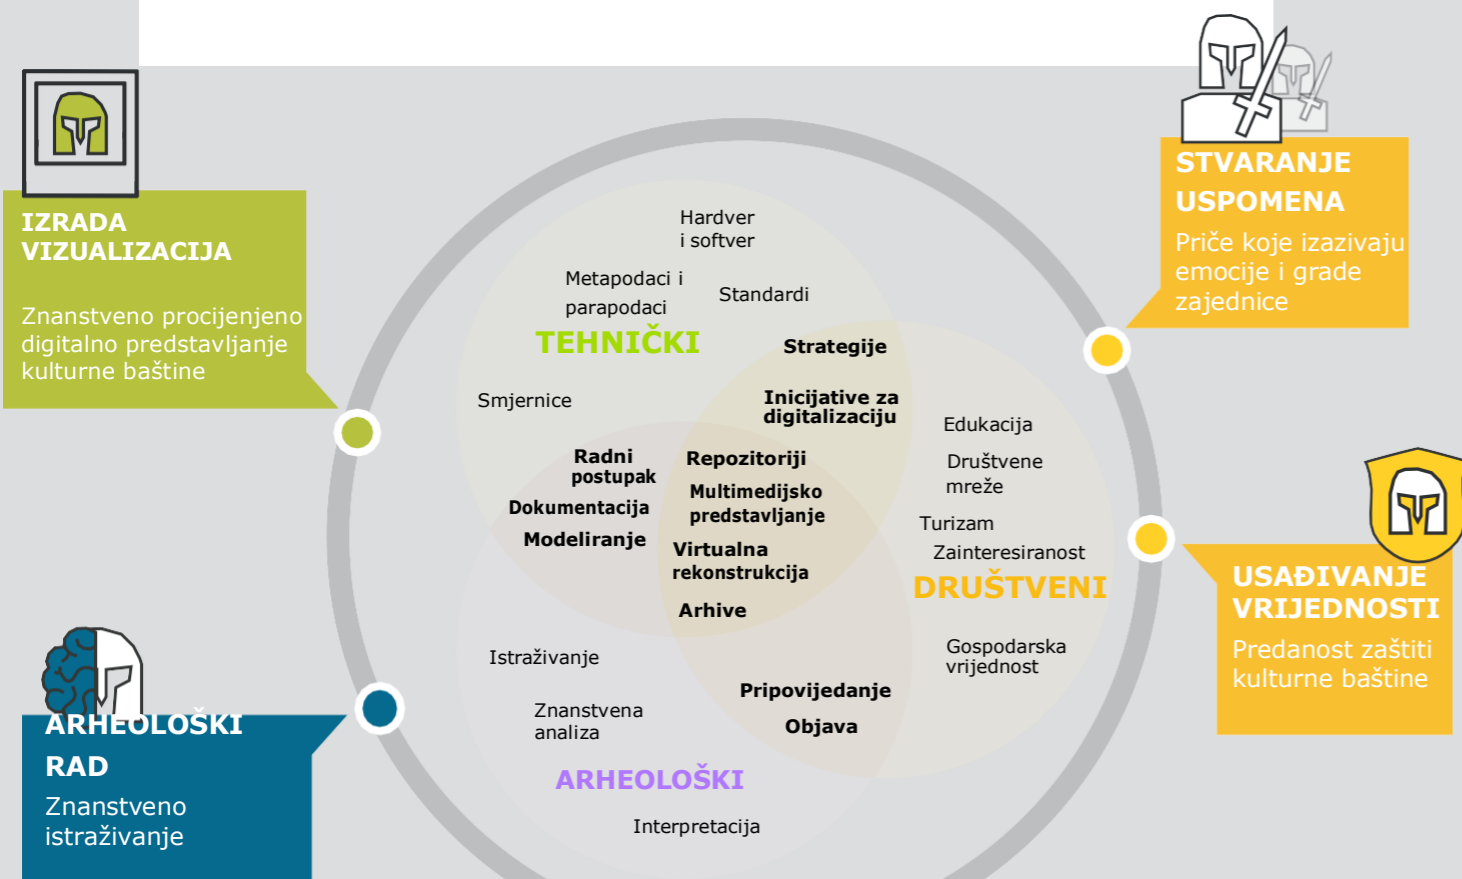 IZRADA
VIZUALIZACIJA
Znanstveno procijenjeno
digitalno predstavljanje
kulturne baštine
STVARANJE
USPOMENA
Priče koje izazivaju
emocije i grade
zajednice
Hardver
i softver
Metapodaci i
parapodaci
Standardi
TEHNIČKI
Strategije
Smjernice
Inicijative za
digitalizaciju
Edukacija
Društvene
mreže
Turizam
Zainteresiranost
DRUŠTVENI
Gospodarska
vrijednost
Radni
postupak
Dokumentacija
Modeliranje
Repozitoriji
Multimedijsko
predstavljanje
Virtualna
rekonstrukcija
Arhive
Istraživanje
Znanstvena
analiza
ARHEOLOŠKI
Interpretacija
Pripovijedanje
Objava
USAĐIVANJE
VRIJEDNOSTI
Predanost zaštiti
kulturne baštine
ARHEOLOŠKI
RAD
Znanstveno
istraživanje